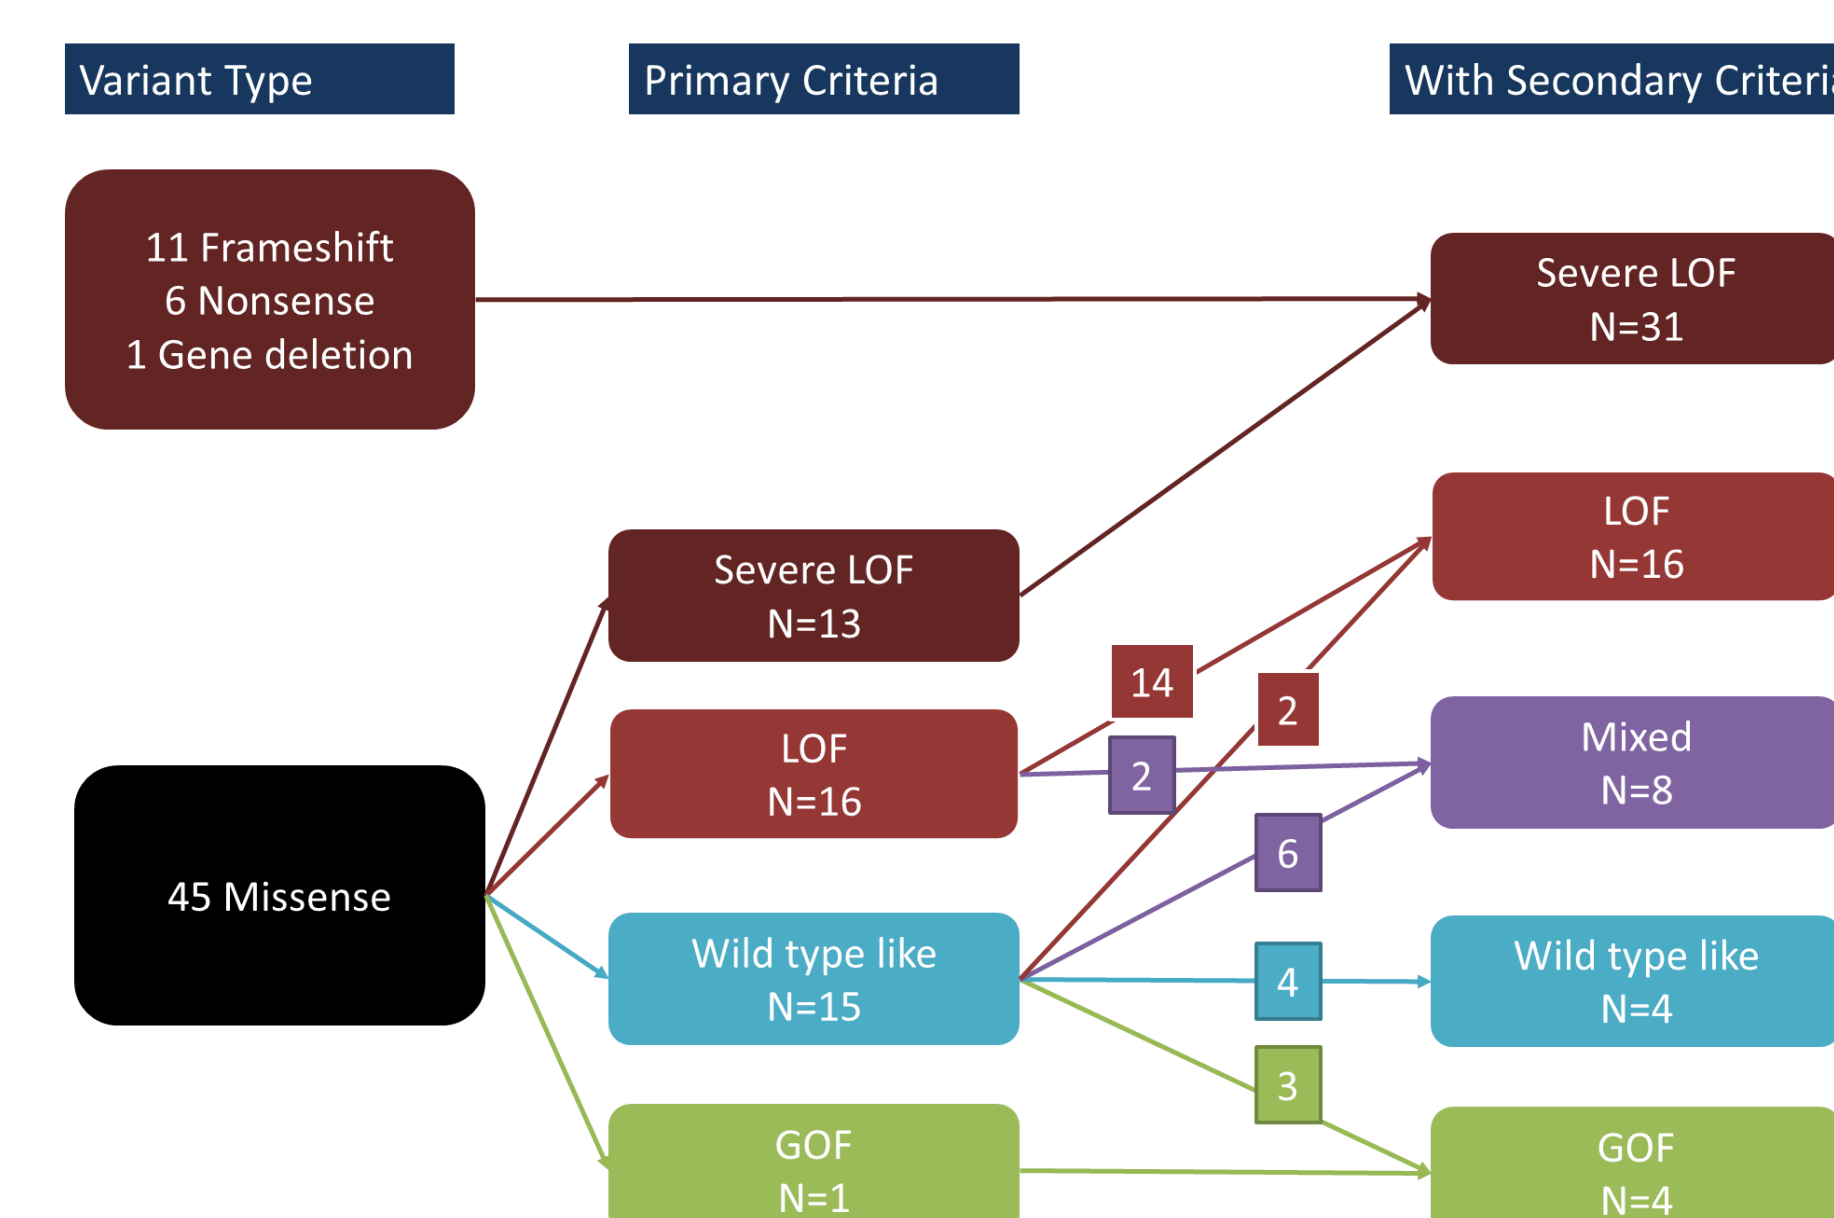 Variant Type
Primary Criteria
With Secondary Criteria
11 Frameshift
6 Nonsense
1 Gene deletion
Severe LOF
N=31
Severe LOF
N=13
LOF
N=16
14
2
LOF
N=16
2
Mixed
N=8
6
45 Missense
Wild type like
N=15
4
Wild type like
N=4
3
GOF
N=1
GOF
N=4